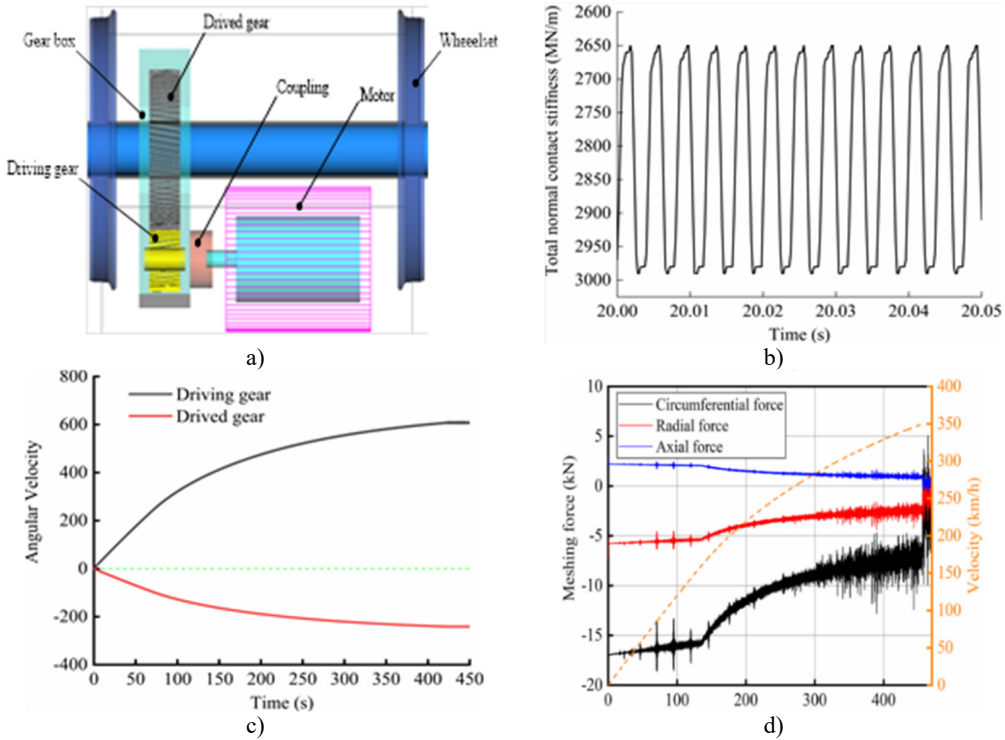 Drived gear
Gear box
Wheeelset
Coupling
Motor
Driving gear
a)
Total normal contact stiffness (MN/m)
2650
2700
2750
2800
2850
2900
2950
3000
20.00 20.01 20.02 20.03 20.04 20.05
Time (s)
b)
Angular Velocity
800
600
400
200
0
-200
-400
Driving gear
Drived gear
0 50 100 150 200 250 300 350 400 450
Time (s)
c)
Meshing force (kN)
10
5
0
-5
-10
-15
-20
Circumferential force
Radial force
Axial force
0 100 200 300 400
400
350
300
250
200
150
100
50
0
Velocity (km/h)
d)